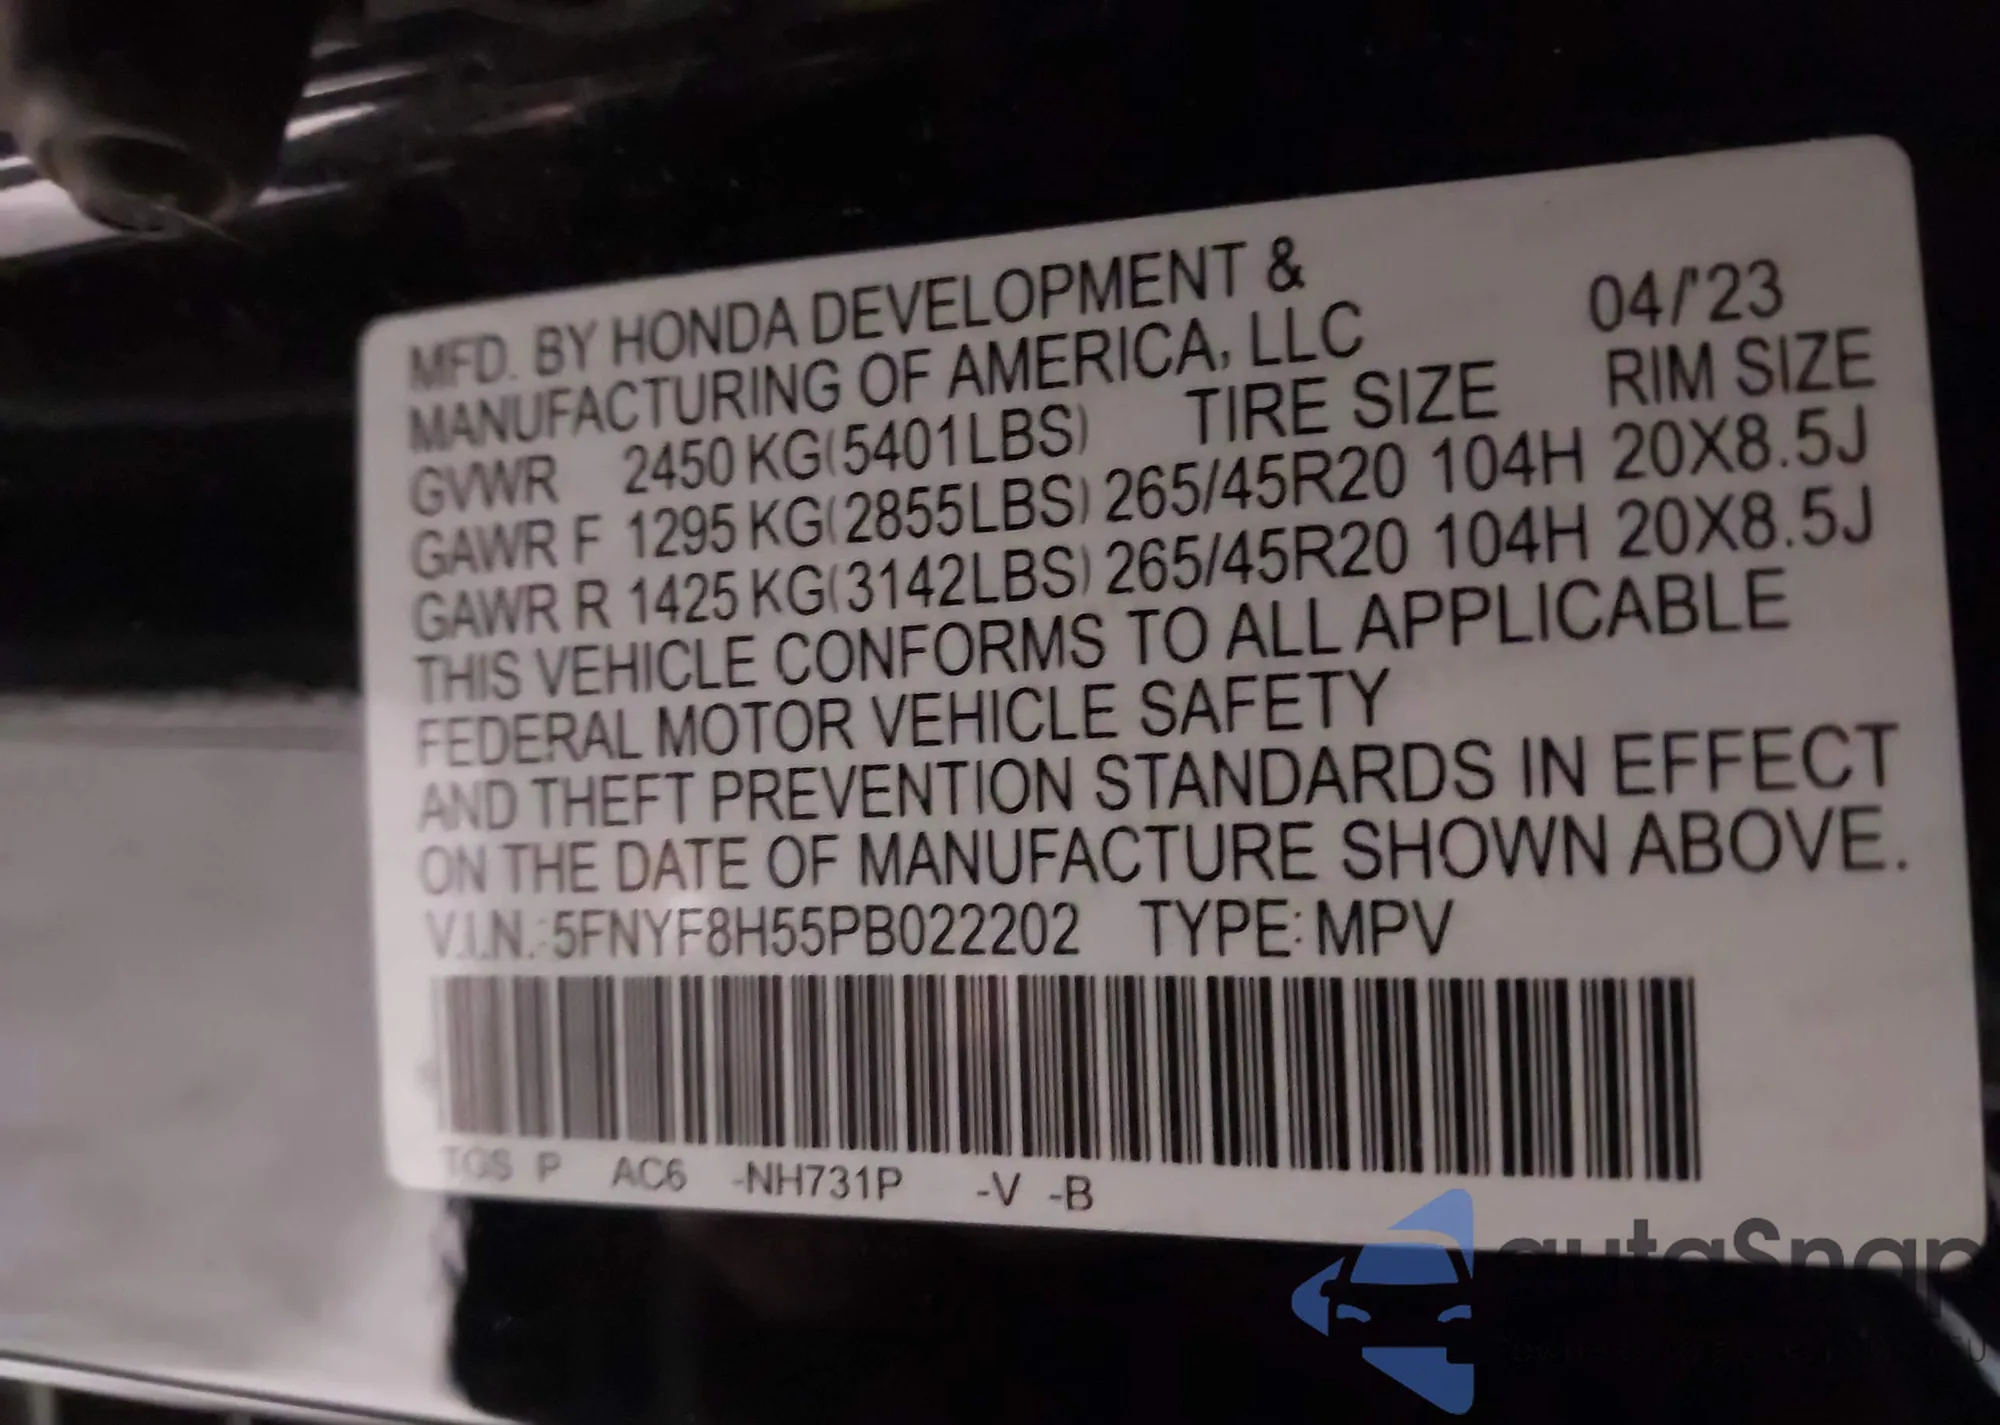 MFD. BY HONDA DEVELOPMENT &
MANUFACTURING OF AMERICA, LLC 04/'23
GVWR 2450 KG(5401LBS) TIRE SIZE RIM SIZE
GAWR F 1295 KG(2855LBS) 265/45R20 104H 20X8.5J
GAWR R 1425 KG(3142LBS) 265/45R20 104H 20X8.5J
THIS VEHICLE CONFORMS TO ALL APPLICABLE
FEDERAL MOTOR VEHICLE SAFETY
AND THEFT PREVENTION STANDARDS IN EFFECT
ON THE DATE OF MANUFACTURE SHOWN ABOVE.
V.I.N.:5FNYF8H55PB022202 TYPE:MPV
TGS P AC6 -NH731P -V -B
autaSnap